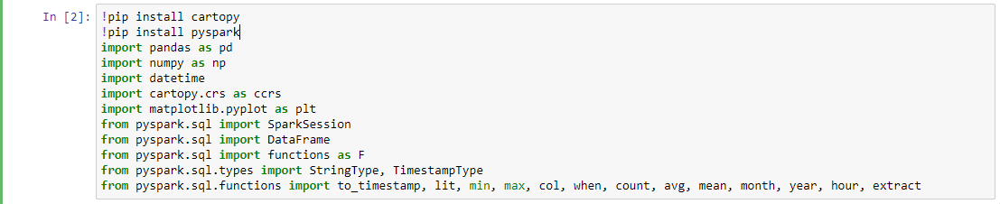 In [2]:
!pip install cartopy
!pip install pyspark
import pandas as pd
import numpy as np
import datetime
import cartopy.crs as ccrs
import matplotlib.pyplot as plt
from pyspark.sql import SparkSession
from pyspark.sql import DataFrame
from pyspark.sql import functions as F
from pyspark.sql.types import StringType, TimestampType
from pyspark.sql.functions import to_timestamp, lit, min, max, col, when, count, avg, mean, month, year, hour, extract